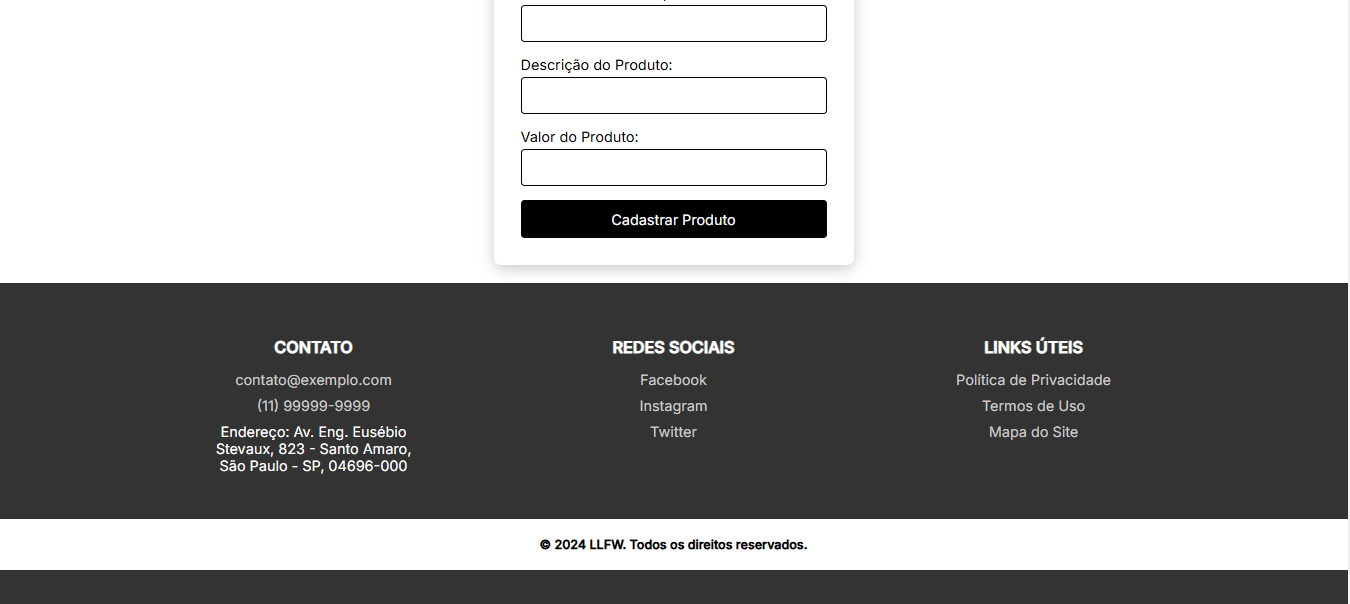 Descrição do Produto:
Valor do Produto:
Cadastrar Produto
CONTATO
contato@exemplo.com
(11) 99999-9999
Endereço: Av. Eng. Eusébio
Stevaux, 823 - Santo Amaro,
São Paulo - SP, 04696-000
REDES SOCIAIS
Facebook
Instagram
Twitter
LINKS ÚTEIS
Política de Privacidade
Termos de Uso
Mapa do Site
© 2024 LLFW. Todos os direitos reservados.